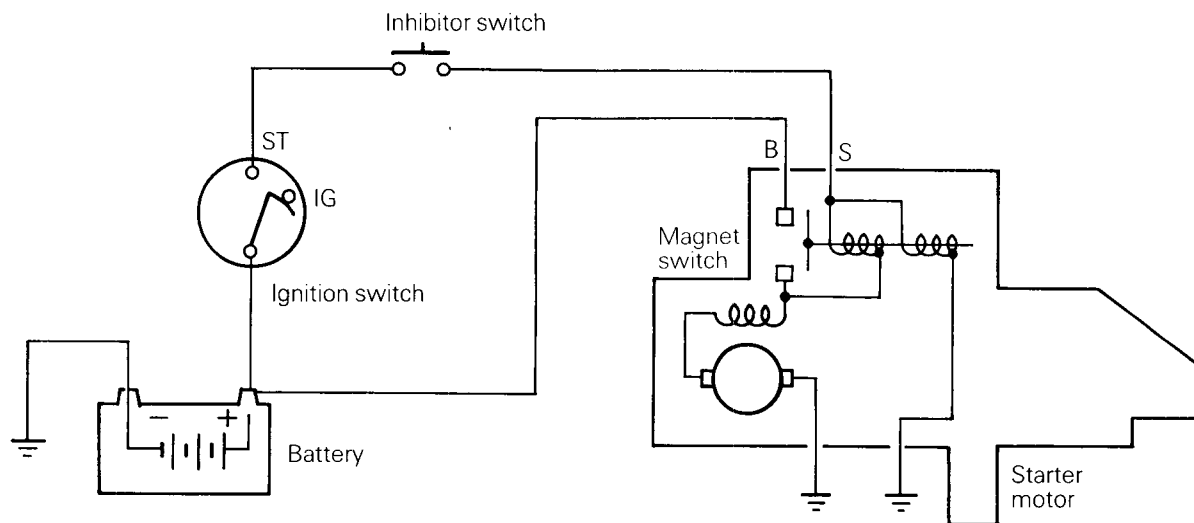 Inhibitor switch
ST
B
S
IG
Magnet
switch
Ignition switch
− +
Battery
Starter
motor